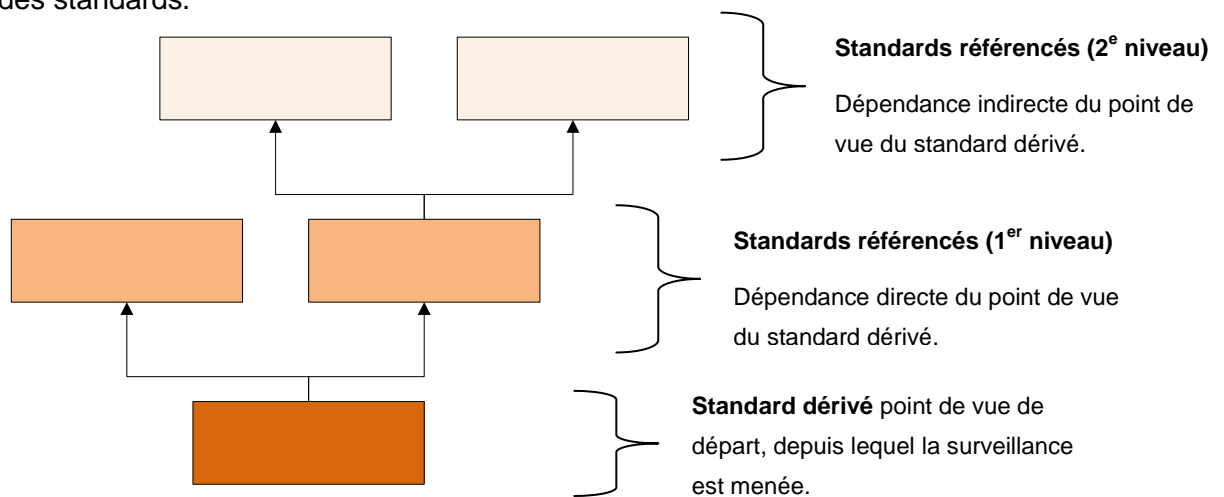 des standards.
Standards référencés (2e niveau)
Dépendance indirecte du point de
vue du standard dérivé.
Standards référencés (1er niveau)
Dépendance directe du point de vue
du standard dérivé.
Standard dérivé point de vue de
départ, depuis lequel la surveillance
est menée.